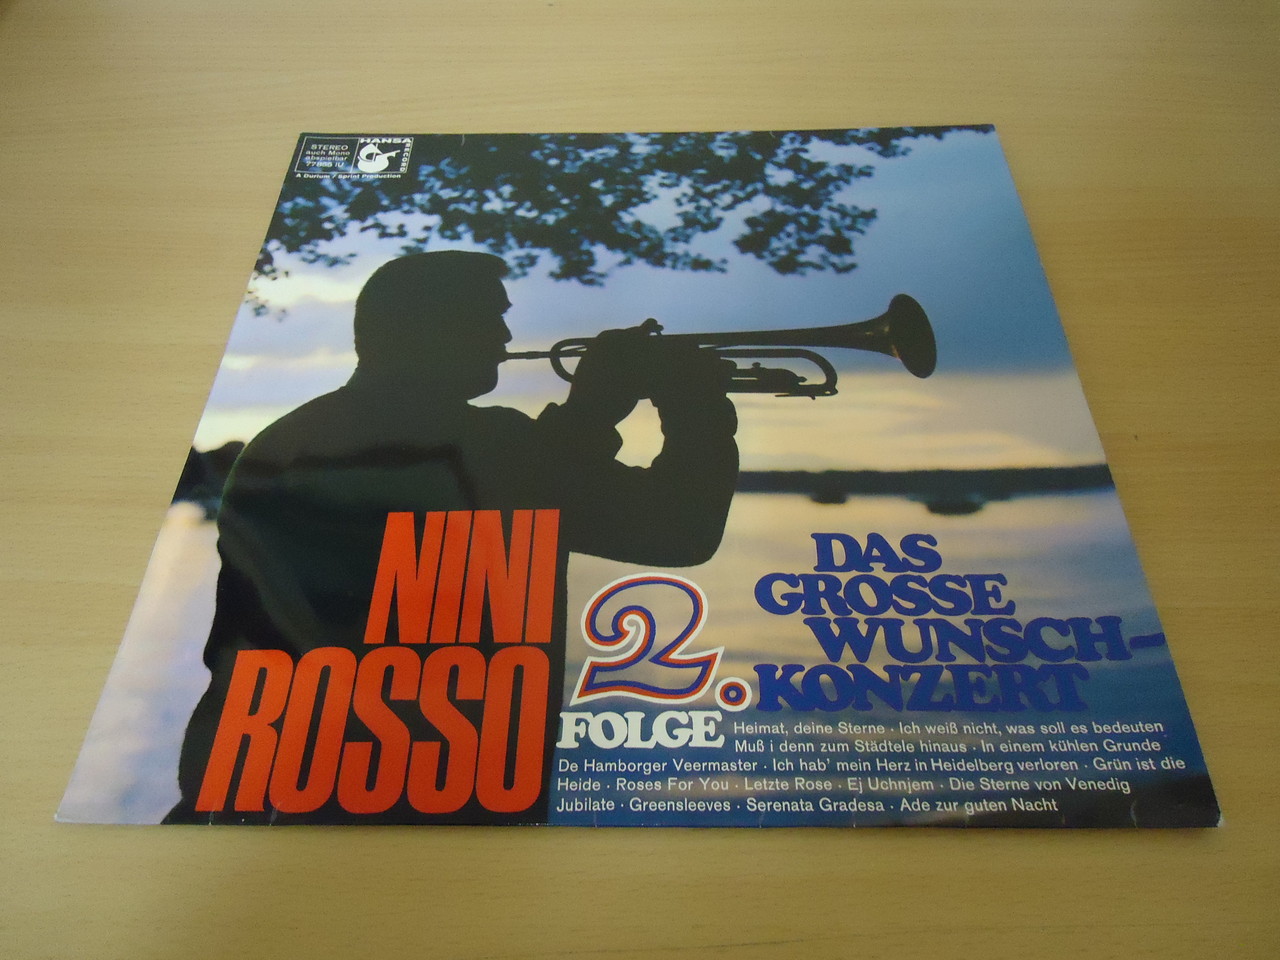 STEREO
auch Mono
abspielbar
HANSA
RECORD
A Durium / Sprint Production
NINI
ROSSO
2.
FOLGE
DAS
GROSSE
WUNSCH-
KONZERT
Heimat, deine Sterne · Ich weiß nicht, was soll es bedeuten
Muß i denn zum Städtele hinaus · In einem kühlen Grunde
De Hamborger Veermaster · Ich hab' mein Herz in Heidelberg verloren · Grün ist die
Heide · Roses For You · Letzte Rose · Ej Uchnjem · Die Sterne von Venedig
Jubilate · Greensleeves · Serenata Gradesa · Ade zur guten Nacht